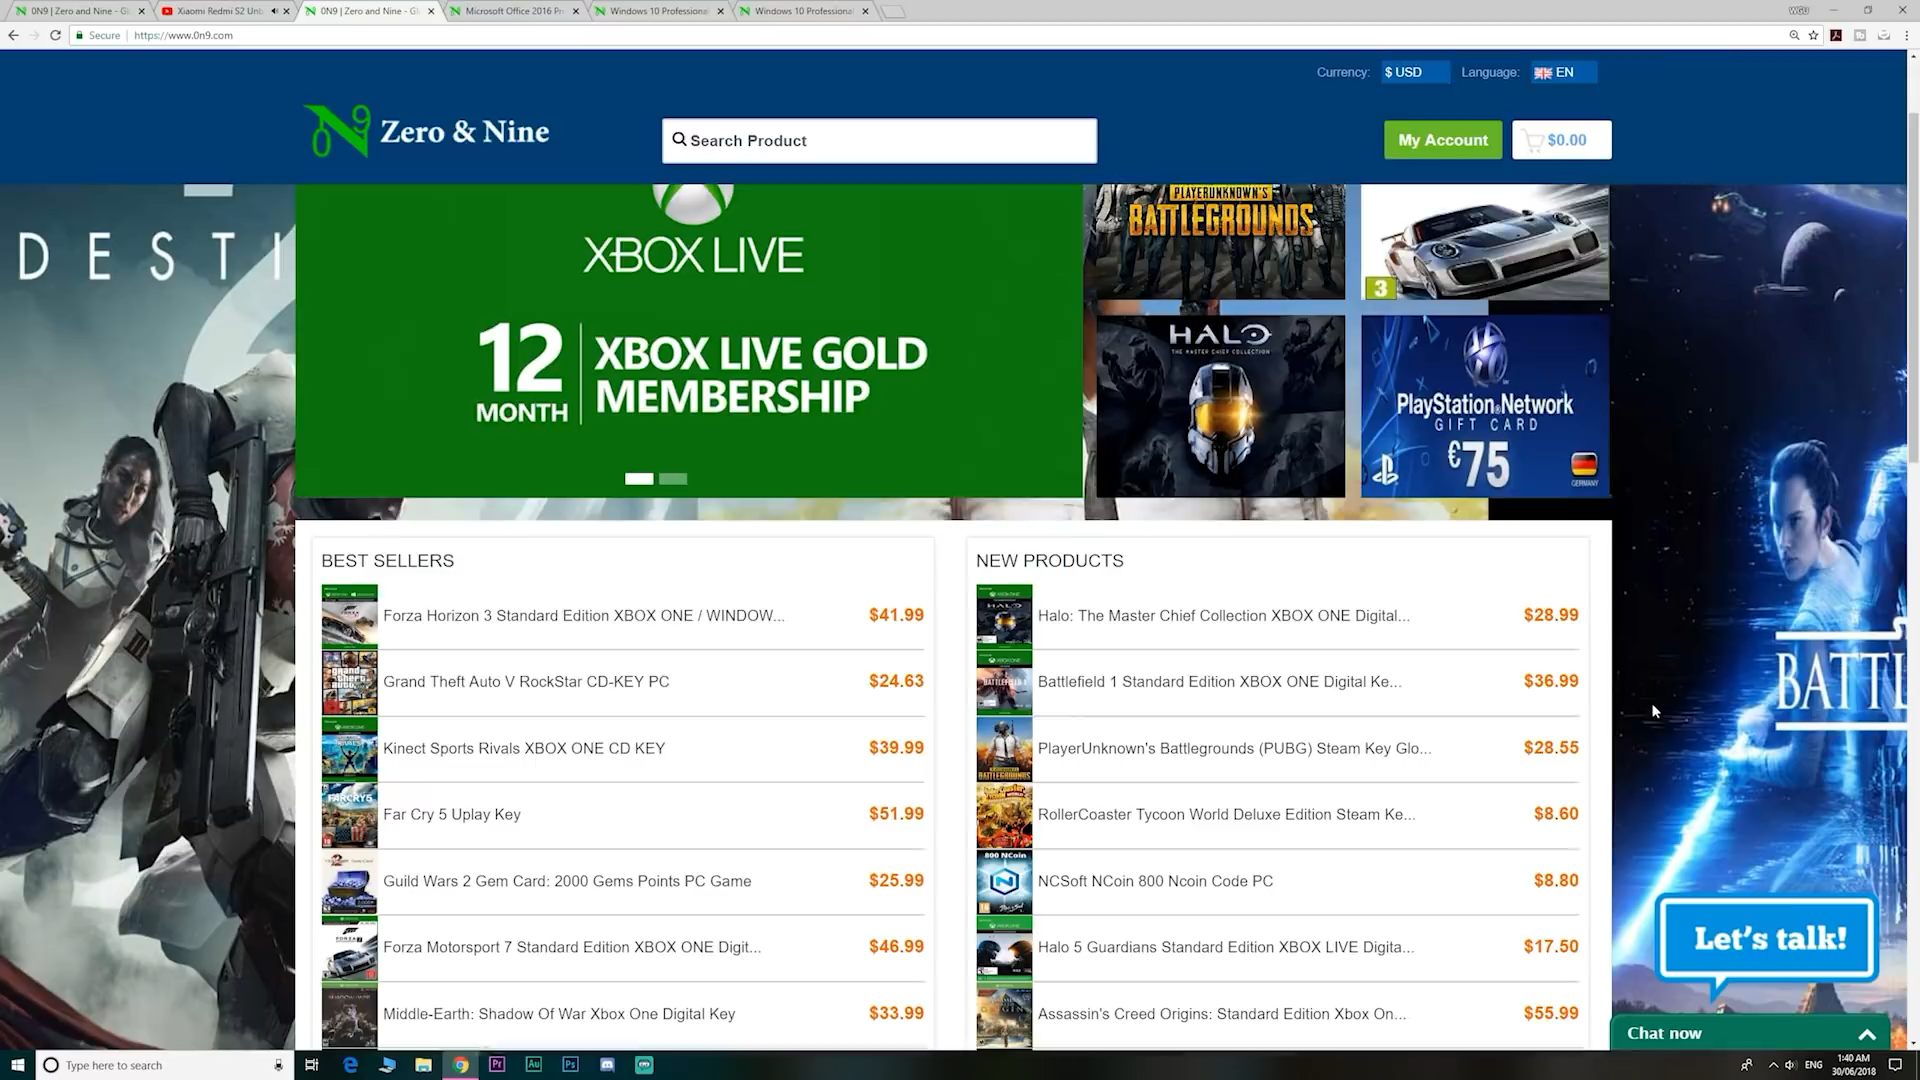 0N9 | Zero and Nine - Gl
Xiaomi Redmi S2 Unb
0N9 | Zero and Nine - Gl
Microsoft Office 2016 Pr
Windows 10 Professional
Windows 10 Professional
WGU
Secure | https://www.0n9.com
Currency: $ USD Language: EN
Zero & Nine
Search Product
My Account
$0.00
DESTI
XBOX LIVE
12 MONTH
XBOX LIVE GOLD
MEMBERSHIP
PLAYERUNKNOWN'S
BATTLEGROUNDS
3
HALO
THE MASTER CHIEF COLLECTION
PlayStation Network
GIFT CARD
€75
GERMANY
BATTL
BEST SELLERS
Forza Horizon 3 Standard Edition XBOX ONE / WINDOW... $41.99
Grand Theft Auto V RockStar CD-KEY PC $24.63
Kinect Sports Rivals XBOX ONE CD KEY $39.99
Far Cry 5 Uplay Key $51.99
Guild Wars 2 Gem Card: 2000 Gems Points PC Game $25.99
Forza Motorsport 7 Standard Edition XBOX ONE Digit... $46.99
Middle-Earth: Shadow Of War Xbox One Digital Key $33.99
NEW PRODUCTS
Halo: The Master Chief Collection XBOX ONE Digital... $28.99
Battlefield 1 Standard Edition XBOX ONE Digital Ke... $36.99
PlayerUnknown's Battlegrounds (PUBG) Steam Key Glo... $28.55
RollerCoaster Tycoon World Deluxe Edition Steam Ke... $8.60
800 NCoin
NCSoft NCoin 800 Ncoin Code PC $8.80
Halo 5 Guardians Standard Edition XBOX LIVE Digita... $17.50
Assassin's Creed Origins: Standard Edition Xbox On... $55.99
Let's talk!
Chat now
Type here to search
ENG
1:40 AM
30/06/2018